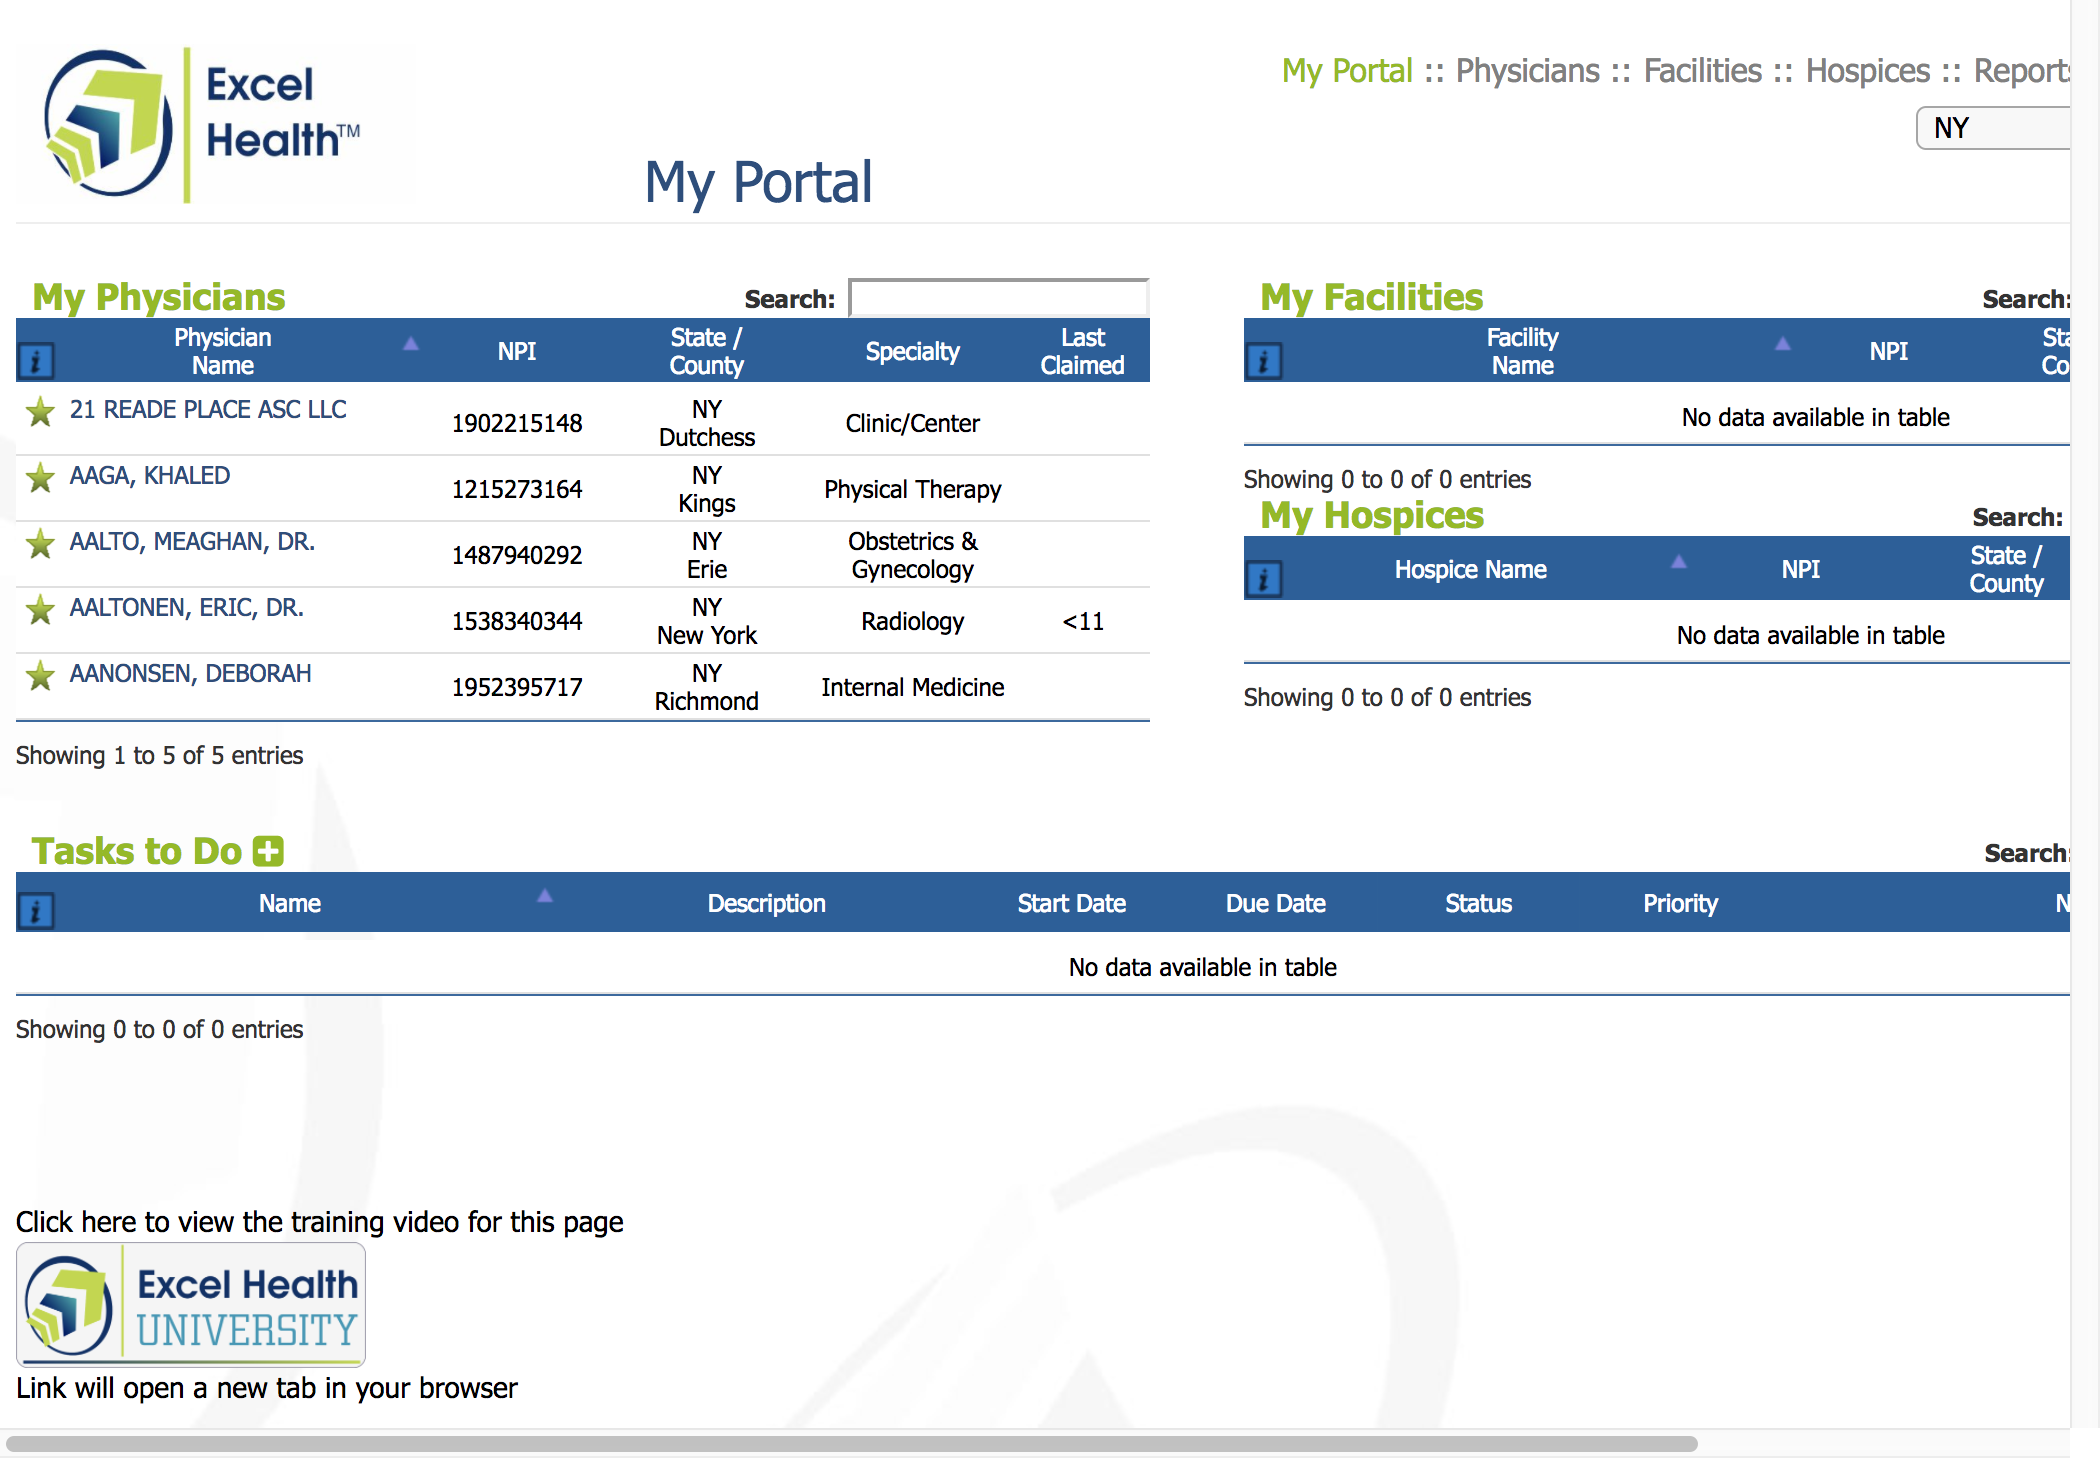 Excel
Health™
My Portal :: Physicians :: Facilities :: Hospices :: Reports
NY
My Portal
My Physicians
Search:
Physician
Name
NPI
State /
County
Specialty
Last
Claimed
21 READE PLACE ASC LLC
1902215148
NY
Dutchess
Clinic/Center
AAGA, KHALED
1215273164
NY
Kings
Physical Therapy
AALTO, MEAGHAN, DR.
1487940292
NY
Erie
Obstetrics &
Gynecology
AALTONEN, ERIC, DR.
1538340344
NY
New York
Radiology
<11
AANONSEN, DEBORAH
1952395717
NY
Richmond
Internal Medicine
Showing 1 to 5 of 5 entries
My Facilities
Search:
Facility
Name
NPI
Sta
Co
No data available in table
Showing 0 to 0 of 0 entries
My Hospices
Search:
Hospice Name
NPI
State /
County
No data available in table
Showing 0 to 0 of 0 entries
Tasks to Do
Search:
Name
Description
Start Date
Due Date
Status
Priority
N
No data available in table
Showing 0 to 0 of 0 entries
Click here to view the training video for this page
Excel Health
UNIVERSITY
Link will open a new tab in your browser